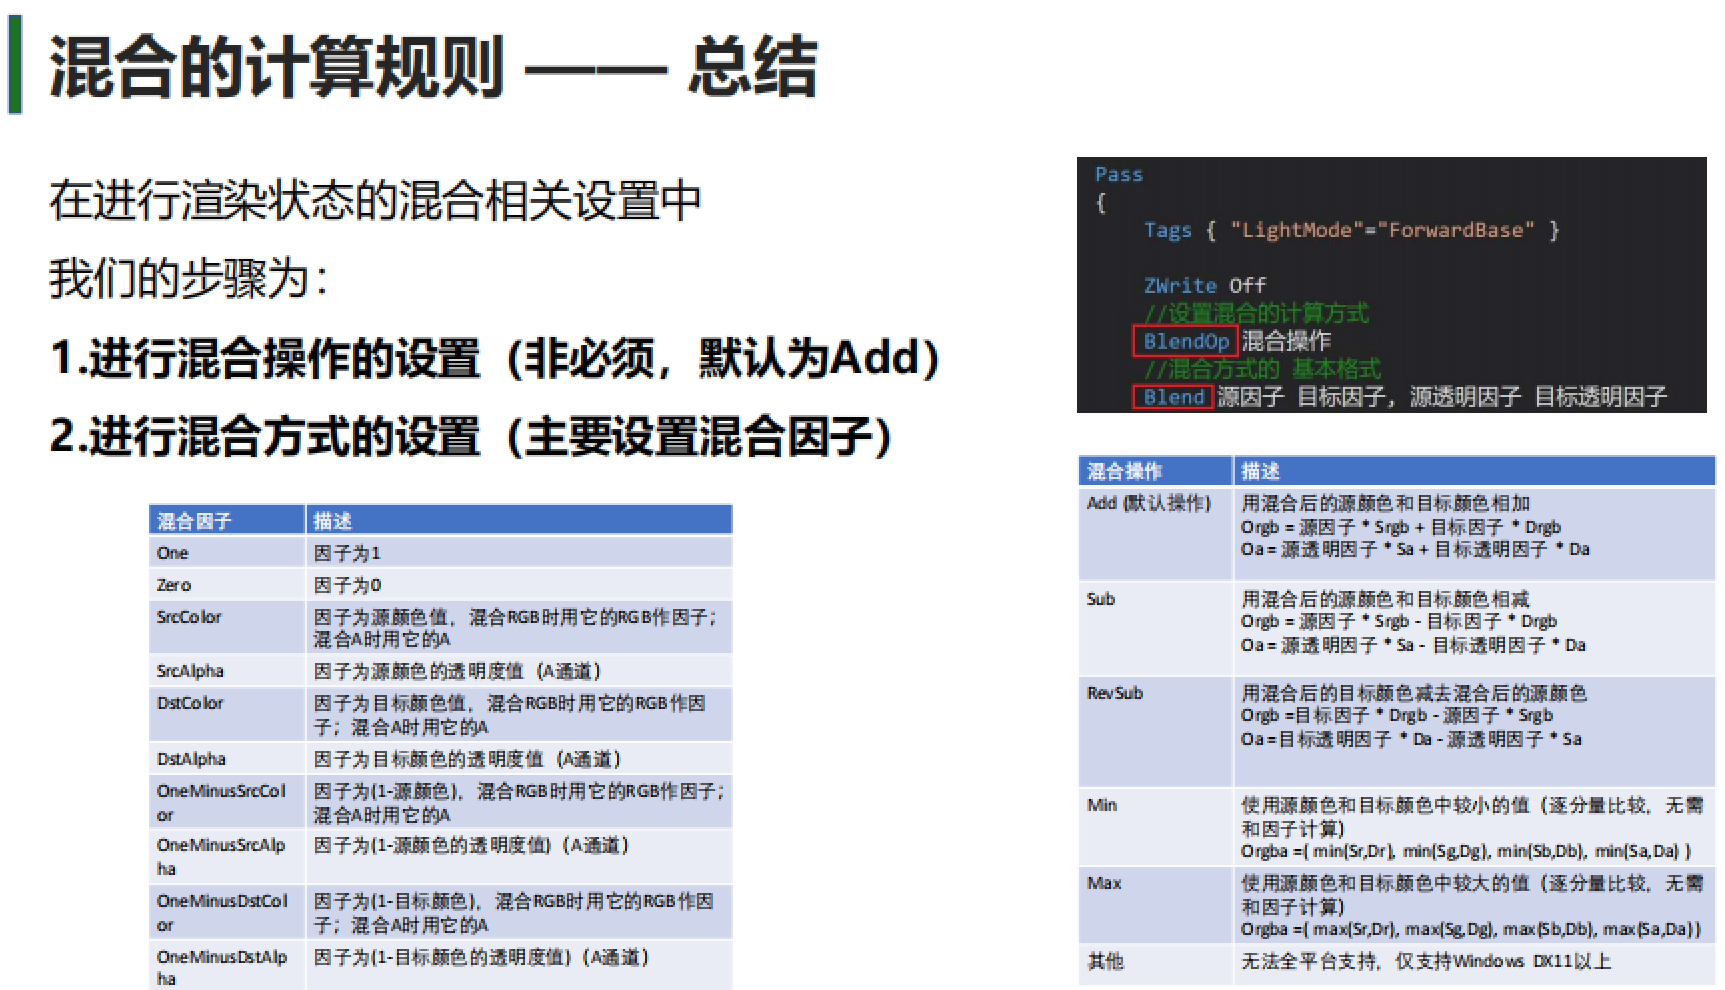 混合的计算规则 —— 总结
在进行渲染状态的混合相关设置中
我们的步骤为：
1.进行混合操作的设置（非必须，默认为Add）
2.进行混合方式的设置（主要设置混合因子）
混合因子 描述
One 因子为1
Zero 因子为0
SrcColor 因子为源颜色值，混合RGB时用它的RGB作因子；
混合A时用它的A
SrcAlpha 因子为源颜色的透明度值（A通道）
DstColor 因子为目标颜色值，混合RGB时用它的RGB作因
子；混合A时用它的A
DstAlpha 因子为目标颜色的透明度值（A通道）
OneMinusSrcCol 因子为(1-源颜色)，混合RGB时用它的RGB作因子；
or 混合A时用它的A
OneMinusSrcAlp 因子为(1-源颜色的透明度值)（A通道）
ha
OneMinusDstCol 因子为(1-目标颜色)，混合RGB时用它的RGB作因
or 子；混合A时用它的A
OneMinusDstAlp 因子为(1-目标颜色的透明度值)（A通道）
ha
Pass
{
Tags { "LightMode"="ForwardBase" }
ZWrite Off
//设置混合的计算方式
BlendOp 混合操作
//混合方式的 基本格式
Blend 源因子 目标因子，源透明因子 目标透明因子
混合操作 描述
Add (默认操作) 用混合后的源颜色和目标颜色相加
Orgb = 源因子 * Srgb + 目标因子 * Drgb
Oa = 源透明因子 * Sa + 目标透明因子 * Da
Sub 用混合后的源颜色和目标颜色相减
Orgb = 源因子 * Srgb - 目标因子 * Drgb
Oa = 源透明因子 * Sa - 目标透明因子 * Da
RevSub 用混合后的目标颜色减去混合后的源颜色
Orgb =目标因子 * Drgb - 源因子 * Srgb
Oa =目标透明因子 * Da - 源透明因子 * Sa
Min 使用源颜色和目标颜色中较小的值（逐分量比较，无需
和因子计算)
Orgba =( min(Sr,Dr), min(Sg,Dg), min(Sb,Db), min(Sa,Da) )
Max 使用源颜色和目标颜色中较大的值（逐分量比较，无需
和因子计算)
Orgba =( max(Sr,Dr), max(Sg,Dg), max(Sb,Db), max(Sa,Da))
其他 无法全平台支持，仅支持Windows DX11以上